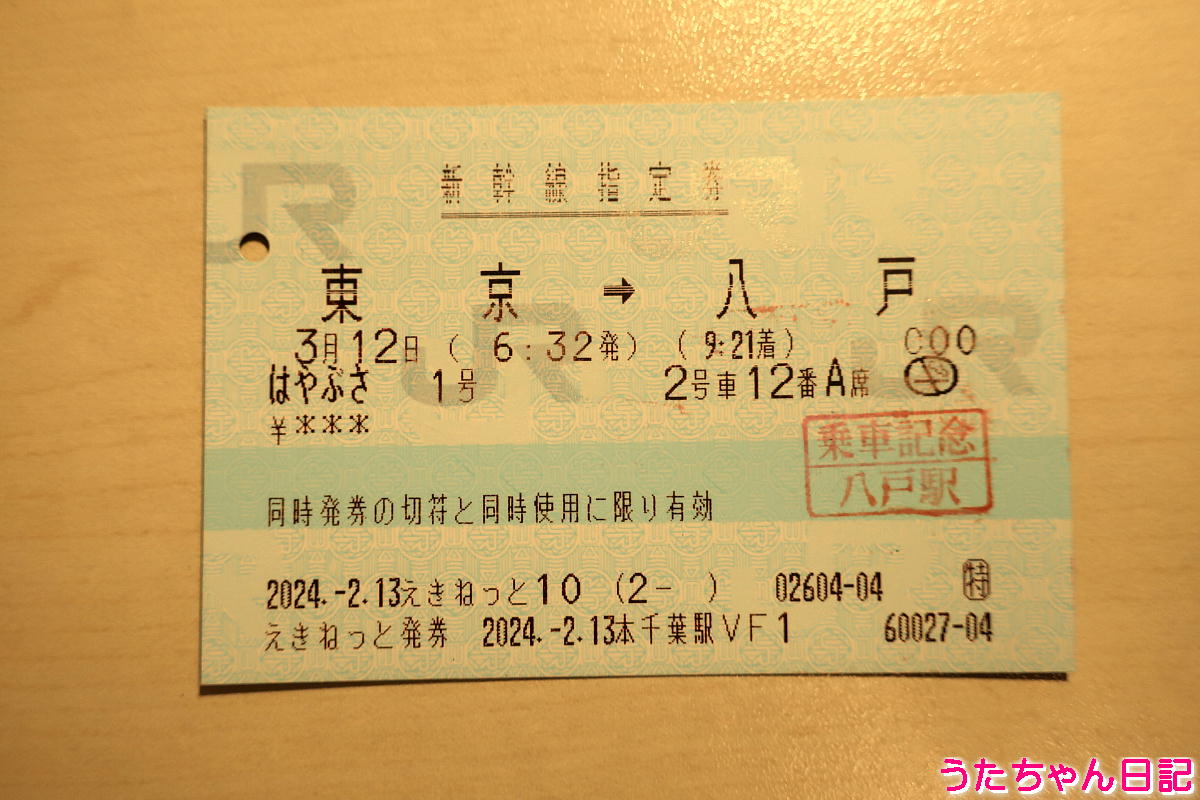 新幹線指定券
東京→八戸
3月12日( 6:32発) ( 9:21着) C00
はやぶさ 1号 2号車12番A席
¥***
乗車記念
八戸駅
同時発券の切符と同時使用に限り有効
2024.-2.13えきねっと10 (2- ) 02604-04 特
えきねっと発券 2024.-2.13本千葉駅VF1 60027-04
うたちゃん日記